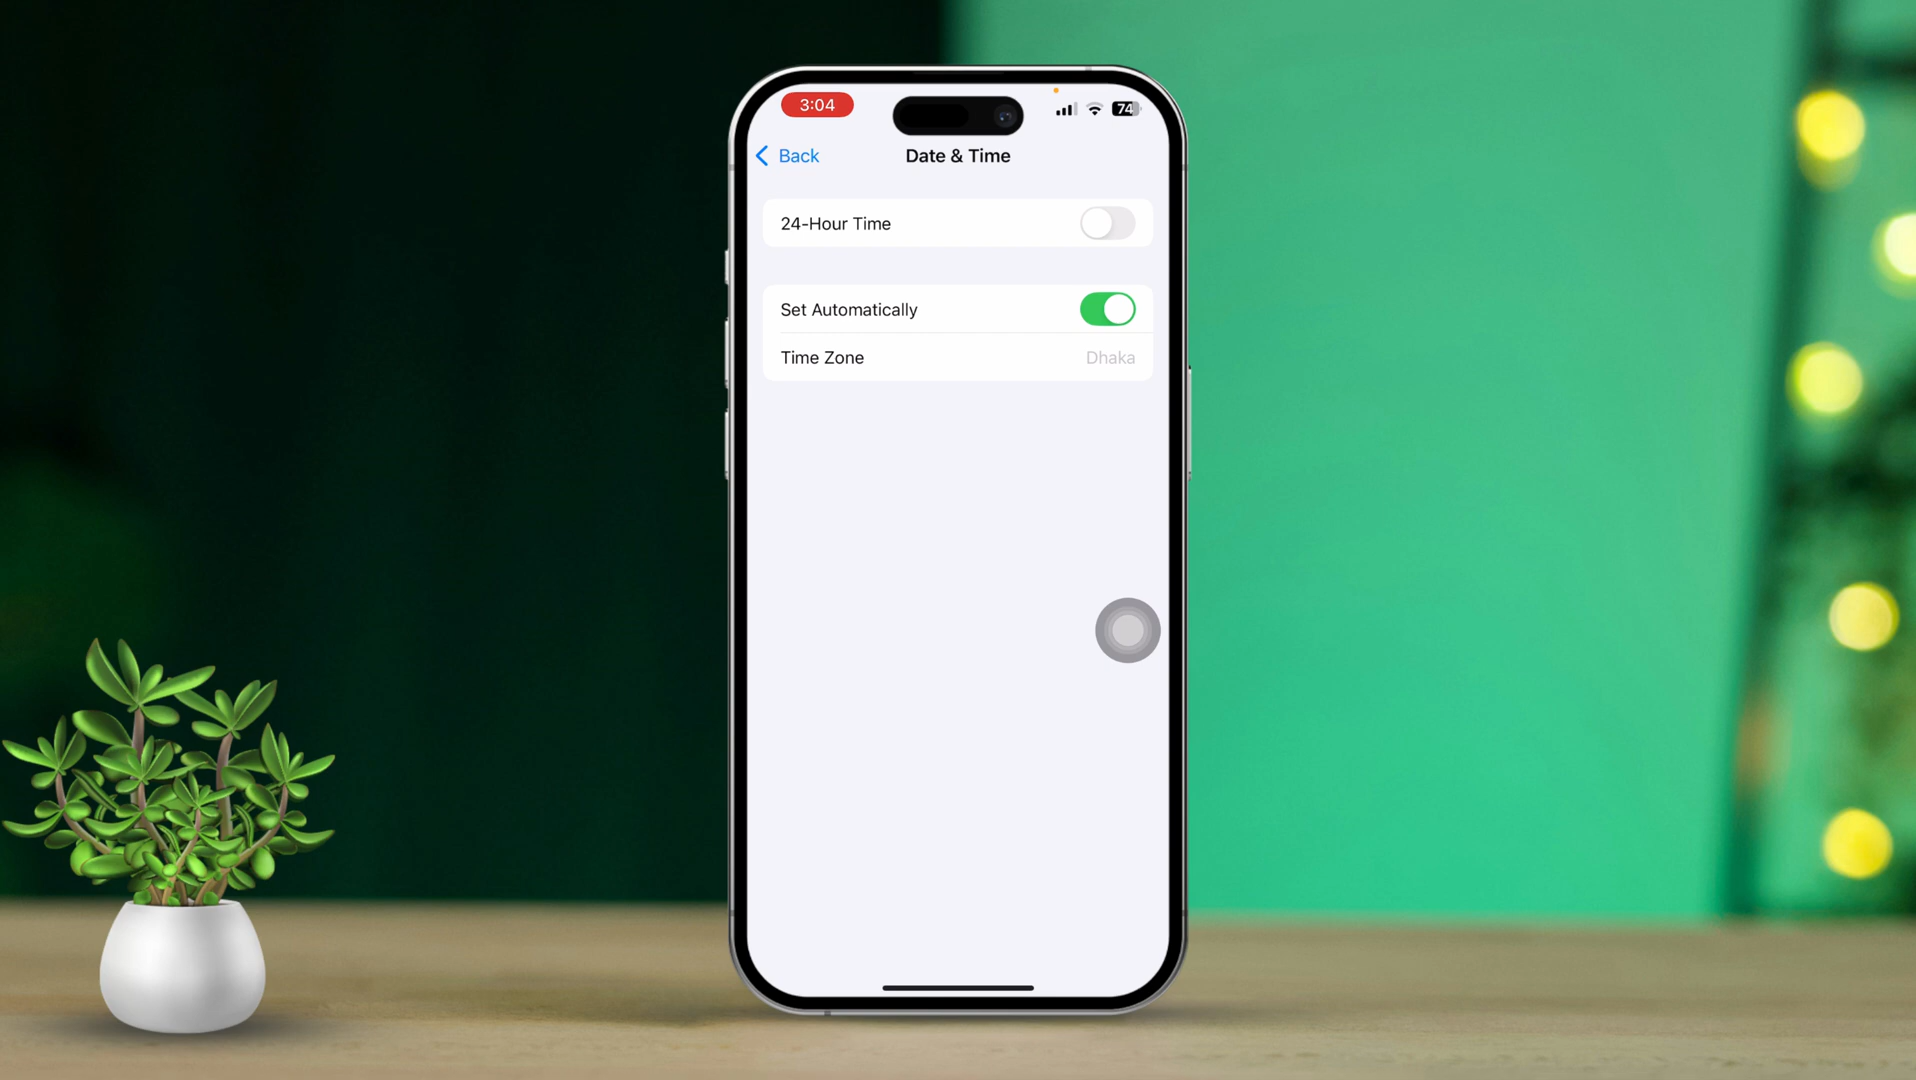 3:04
74
Back
Date & Time
24-Hour Time
Set Automatically
Time Zone
Dhaka